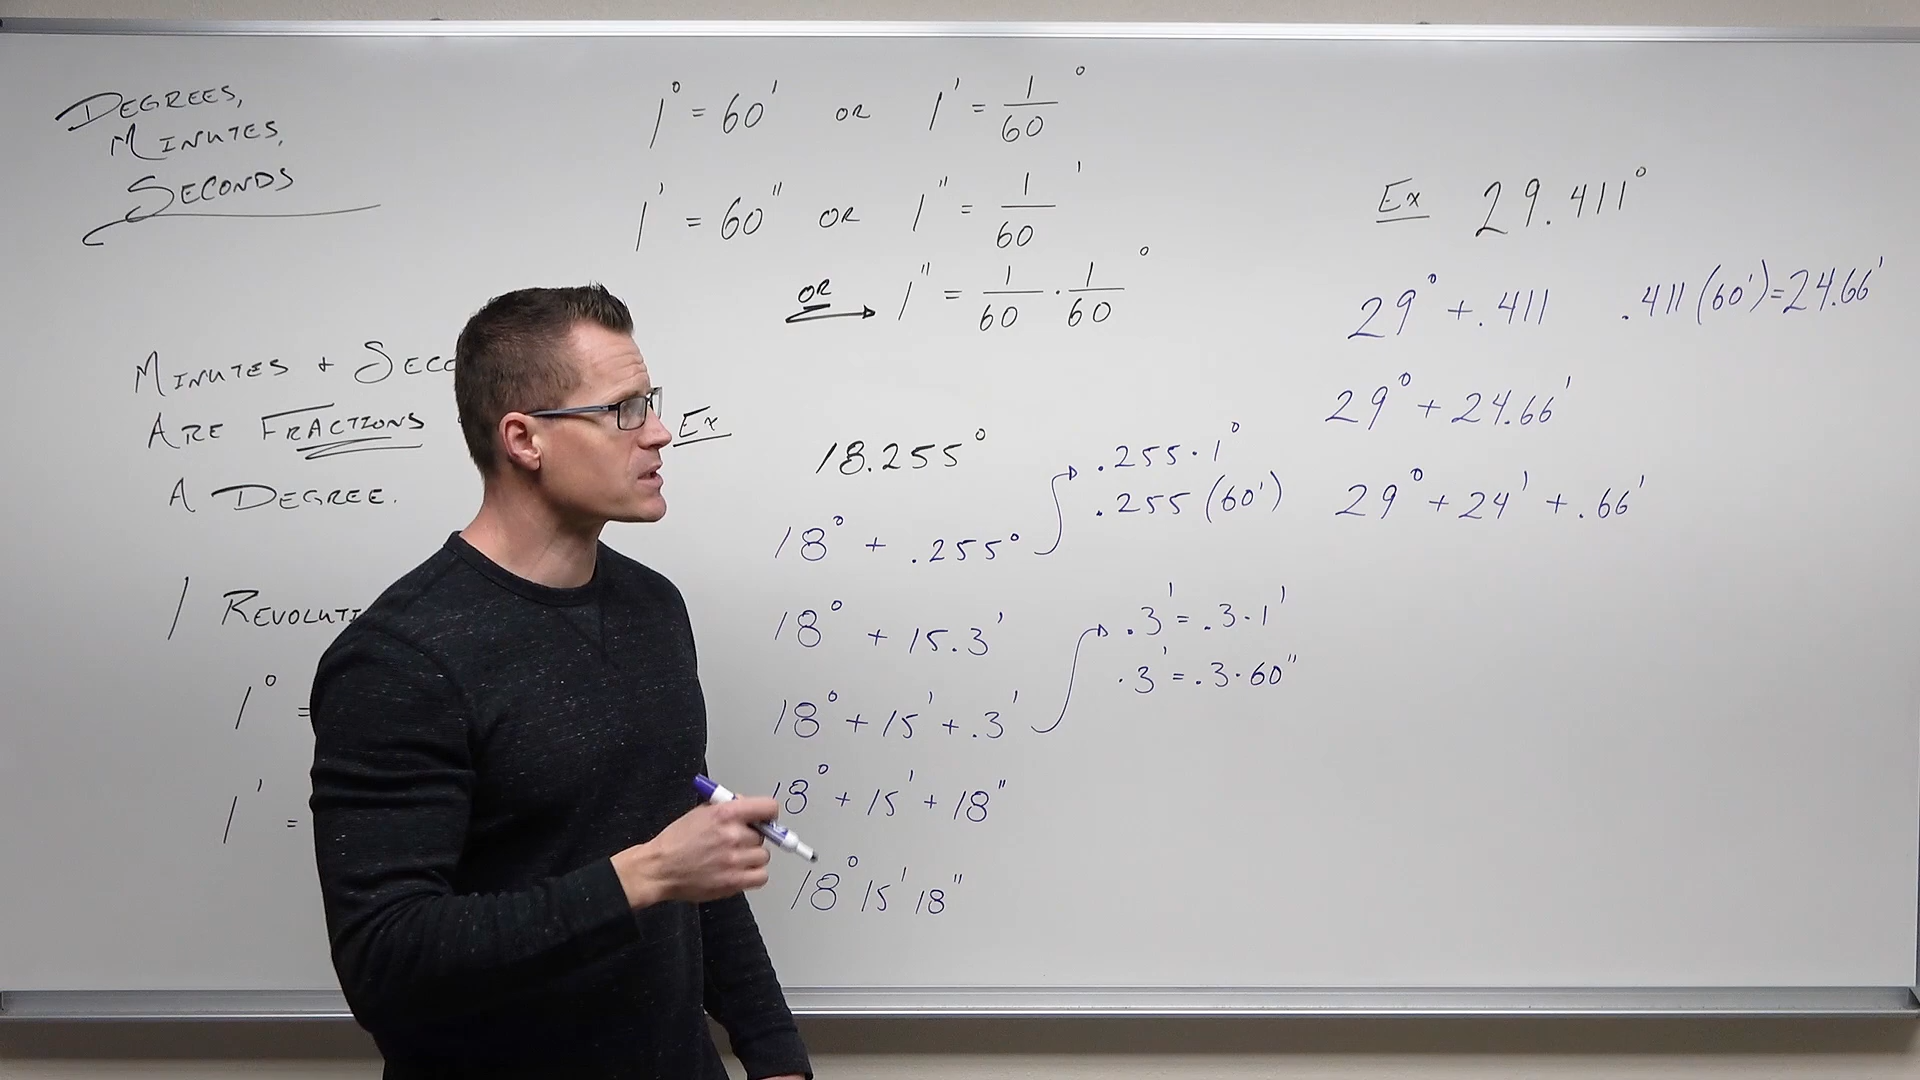 DEGREES,
MINUTES,
SECONDS
MINUTES + SECO
ARE FRACTIONS
A DEGREE.
1 REVOLUTI
1° =
1' =
1° = 60' OR 1' = 1/60 °
1' = 60" OR 1" = 1/60 '
OR → 1" = 1/60 · 1/60 °
Ex
18.255°
18° + .255°
.255 · 1°
.255 (60')
18° + 15.3'
18° + 15' + .3'
.3' = .3 · 1'
.3' = .3 · 60"
18° + 15' + 18"
18° 15' 18"
Ex 29.411°
29° + .411 .411 (60') = 24.66'
29° + 24.66'
29° + 24' + .66'